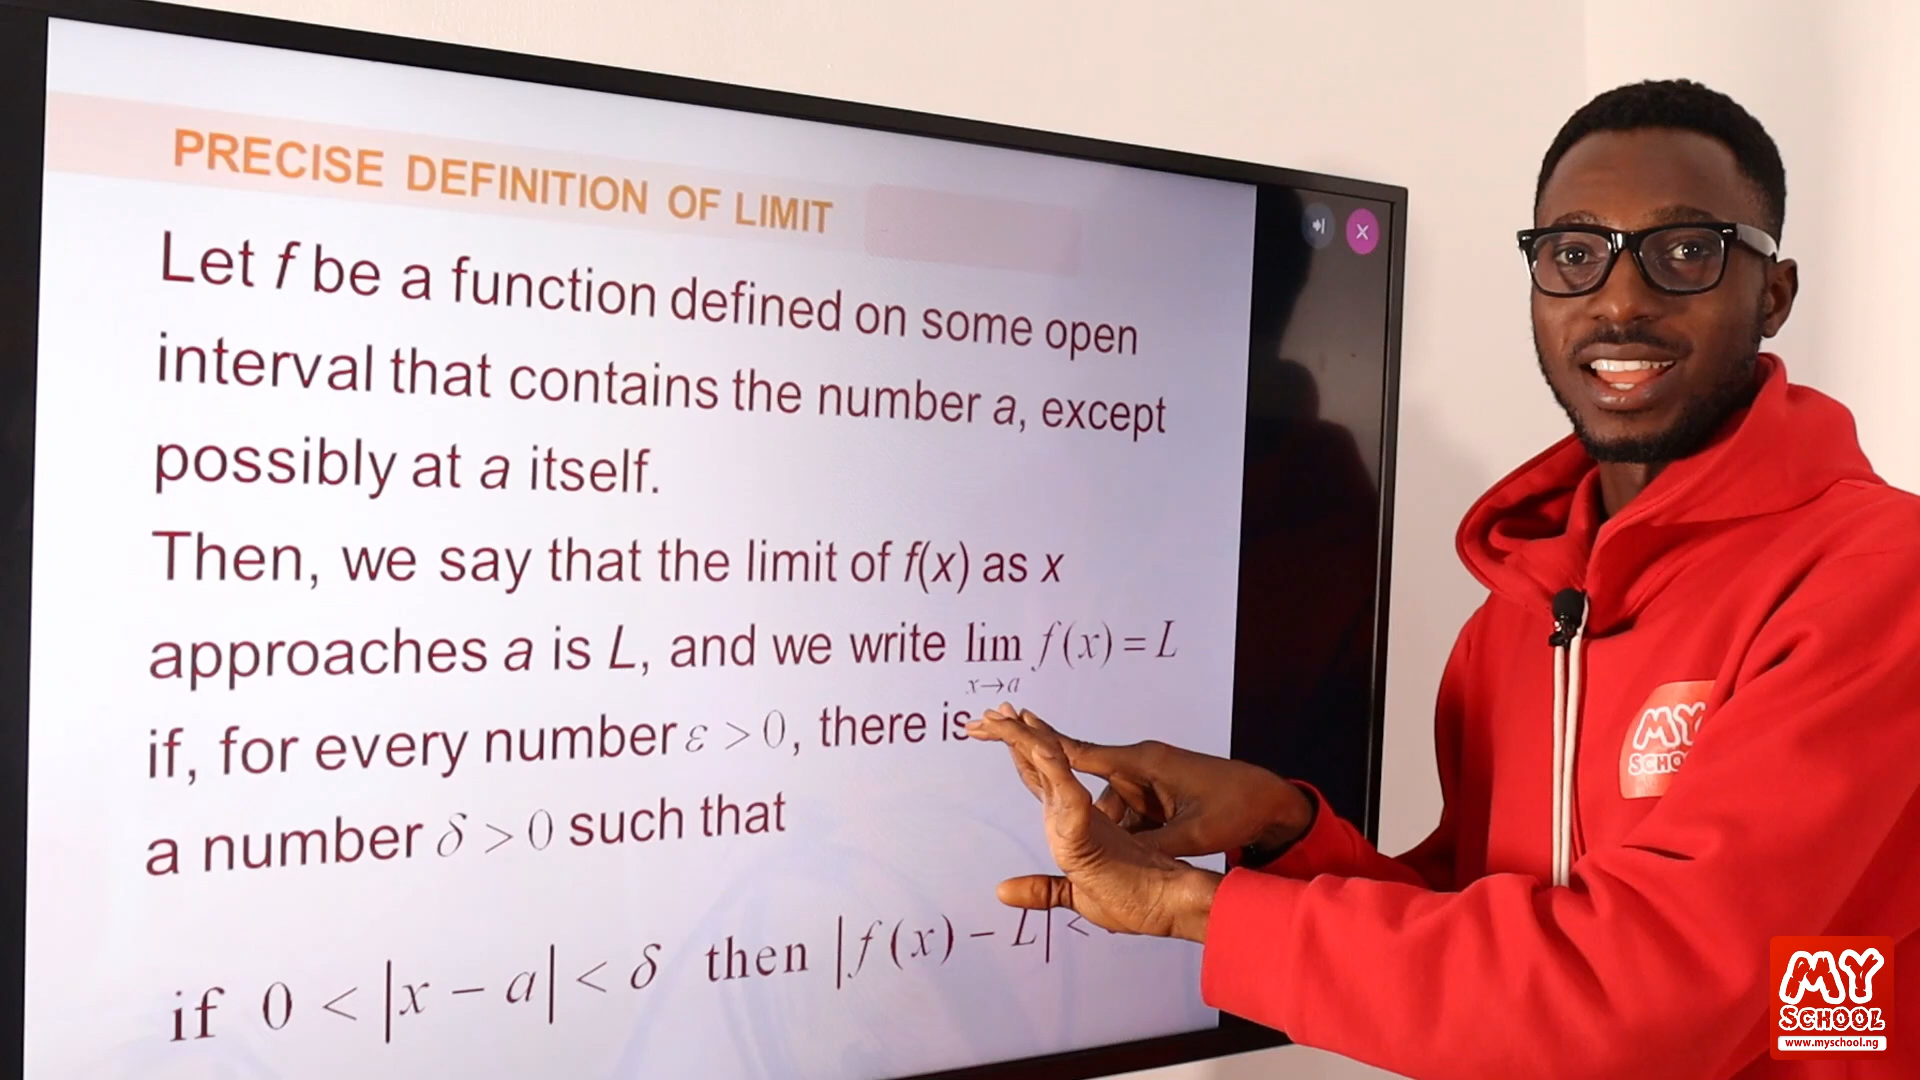 PRECISE DEFINITION OF LIMIT
Let f be a function defined on some open
interval that contains the number a, except
possibly at a itself.
Then, we say that the limit of f(x) as x
approaches a is L, and we write lim f(x) = L
x→a
if, for every number ε > 0, there is
a number δ > 0 such that
if 0 < |x − a| < δ then |f(x) − L| <
MY
SCHO
MY
SCHOOL
www.myschool.ng